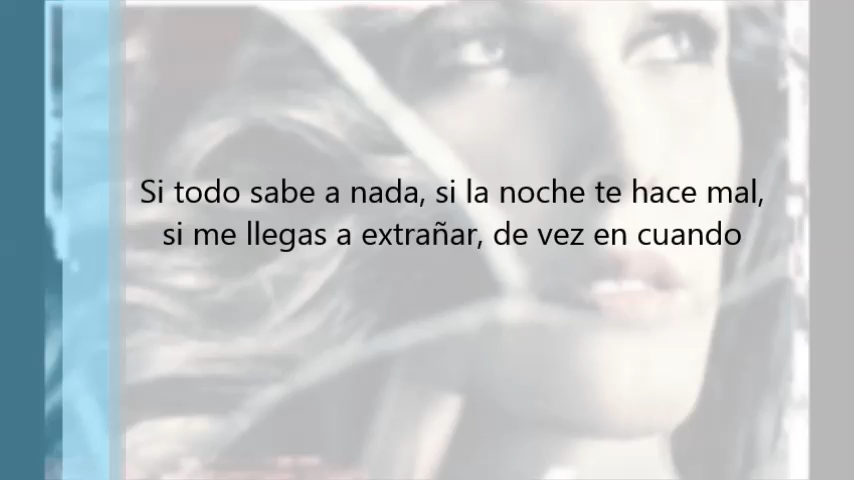 Si todo sabe a nada, si la noche te hace mal,
si me llegas a extrañar, de vez en cuando